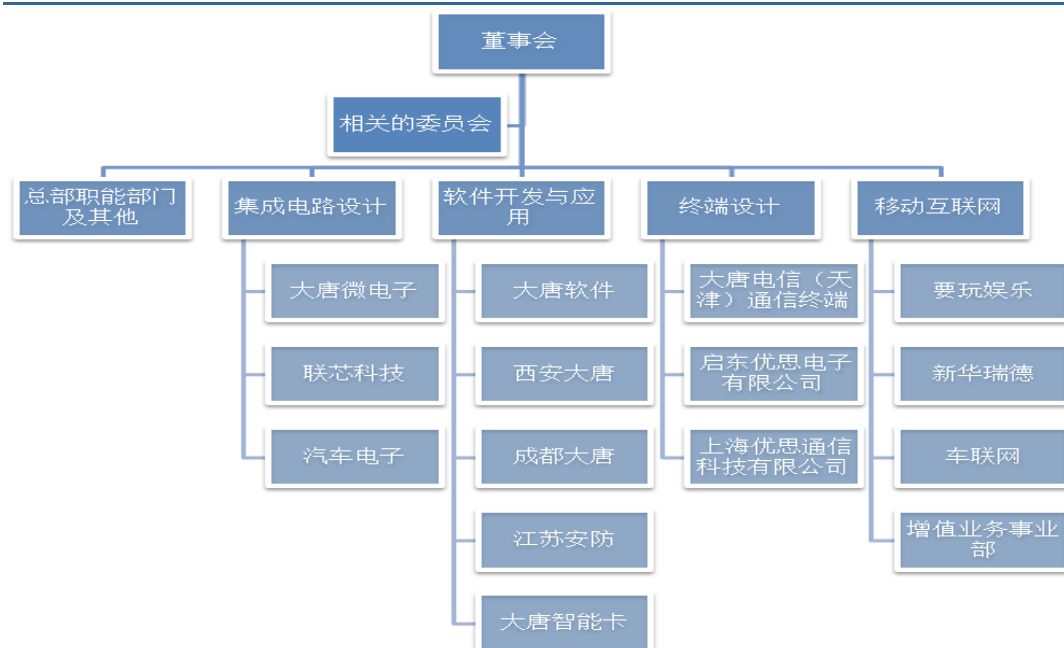 董事会
相关的委员会
总部职能部门
及其他
集成电路设计
软件开发与应
用
终端设计
移动互联网
大唐微电子
联芯科技
汽车电子
大唐软件
西安大唐
成都大唐
江苏安防
大唐智能卡
大唐电信（天
津）通信终端
启东优思电子
有限公司
上海优思通信
科技有限公司
要玩娱乐
新华瑞德
车联网
增值业务事业
部